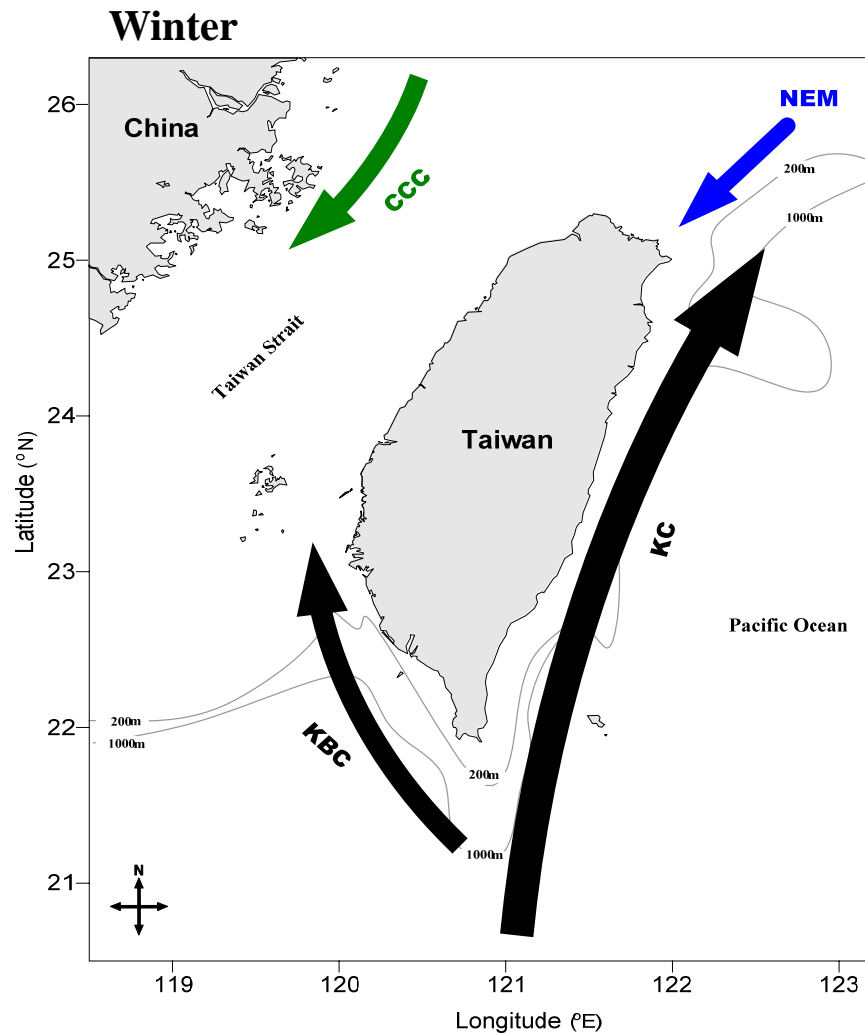 Winter
26
25
24
23
22
21
Latitude (°N)
China
CCC
NEM
200m
1000m
Taiwan Strait
Taiwan
KC
Pacific Ocean
200m
1000m
KBC
200m
1000m
N
119
120
121
122
123
Longitude (°E)